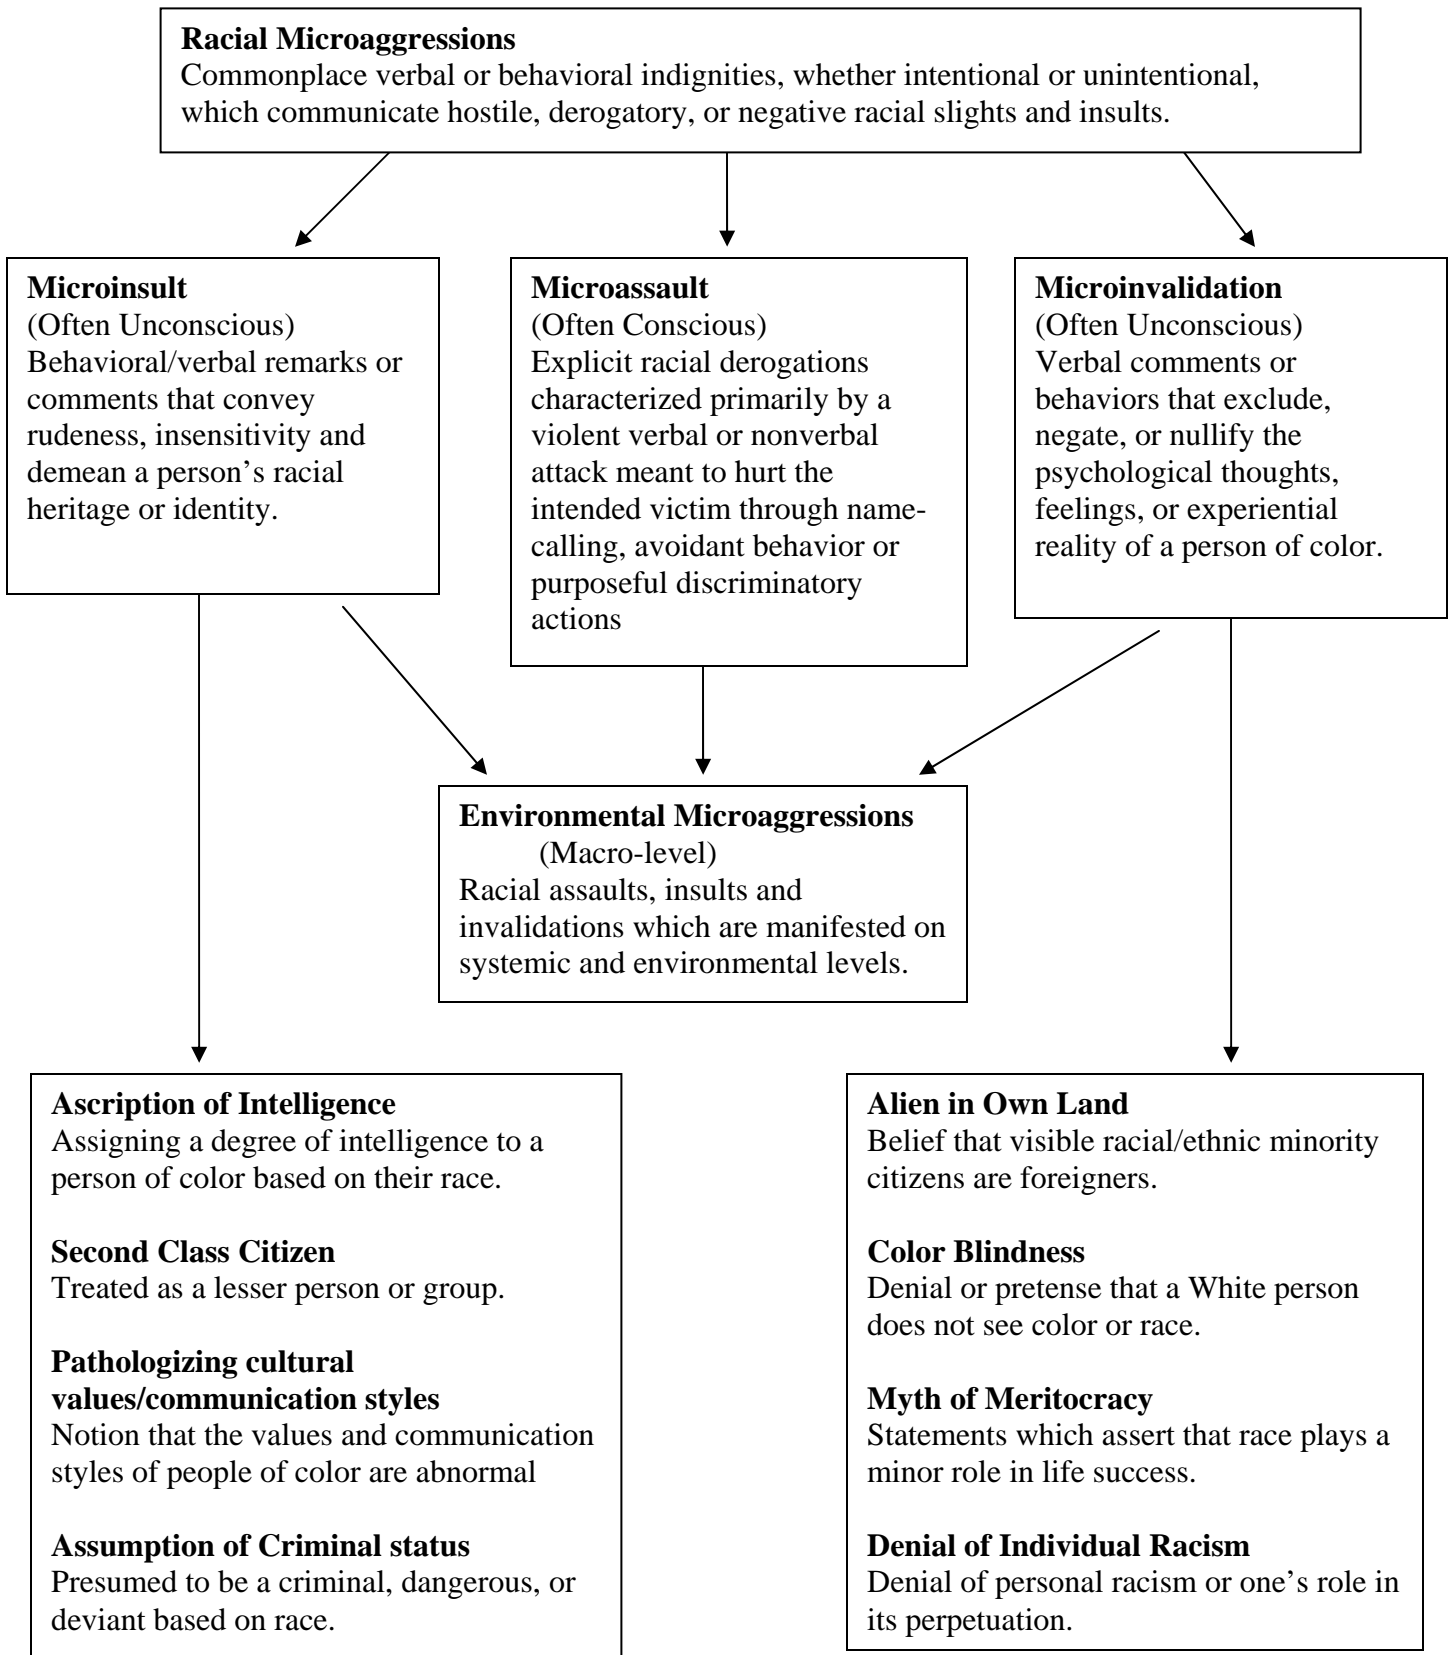 Racial Microaggressions
Commonplace verbal or behavioral indignities, whether intentional or unintentional,
which communicate hostile, derogatory, or negative racial slights and insults.
Microinsult
(Often Unconscious)
Behavioral/verbal remarks or
comments that convey
rudeness, insensitivity and
demean a person’s racial
heritage or identity.
Microassault
(Often Conscious)
Explicit racial derogations
characterized primarily by a
violent verbal or nonverbal
attack meant to hurt the
intended victim through name-
calling, avoidant behavior or
purposeful discriminatory
actions
Microinvalidation
(Often Unconscious)
Verbal comments or
behaviors that exclude,
negate, or nullify the
psychological thoughts,
feelings, or experiential
reality of a person of color.
Environmental Microaggressions
(Macro-level)
Racial assaults, insults and
invalidations which are manifested on
systemic and environmental levels.
Ascription of Intelligence
Assigning a degree of intelligence to a
person of color based on their race.
Second Class Citizen
Treated as a lesser person or group.
Pathologizing cultural
values/communication styles
Notion that the values and communication
styles of people of color are abnormal
Assumption of Criminal status
Presumed to be a criminal, dangerous, or
deviant based on race.
Alien in Own Land
Belief that visible racial/ethnic minority
citizens are foreigners.
Color Blindness
Denial or pretense that a White person
does not see color or race.
Myth of Meritocracy
Statements which assert that race plays a
minor role in life success.
Denial of Individual Racism
Denial of personal racism or one’s role in
its perpetuation.